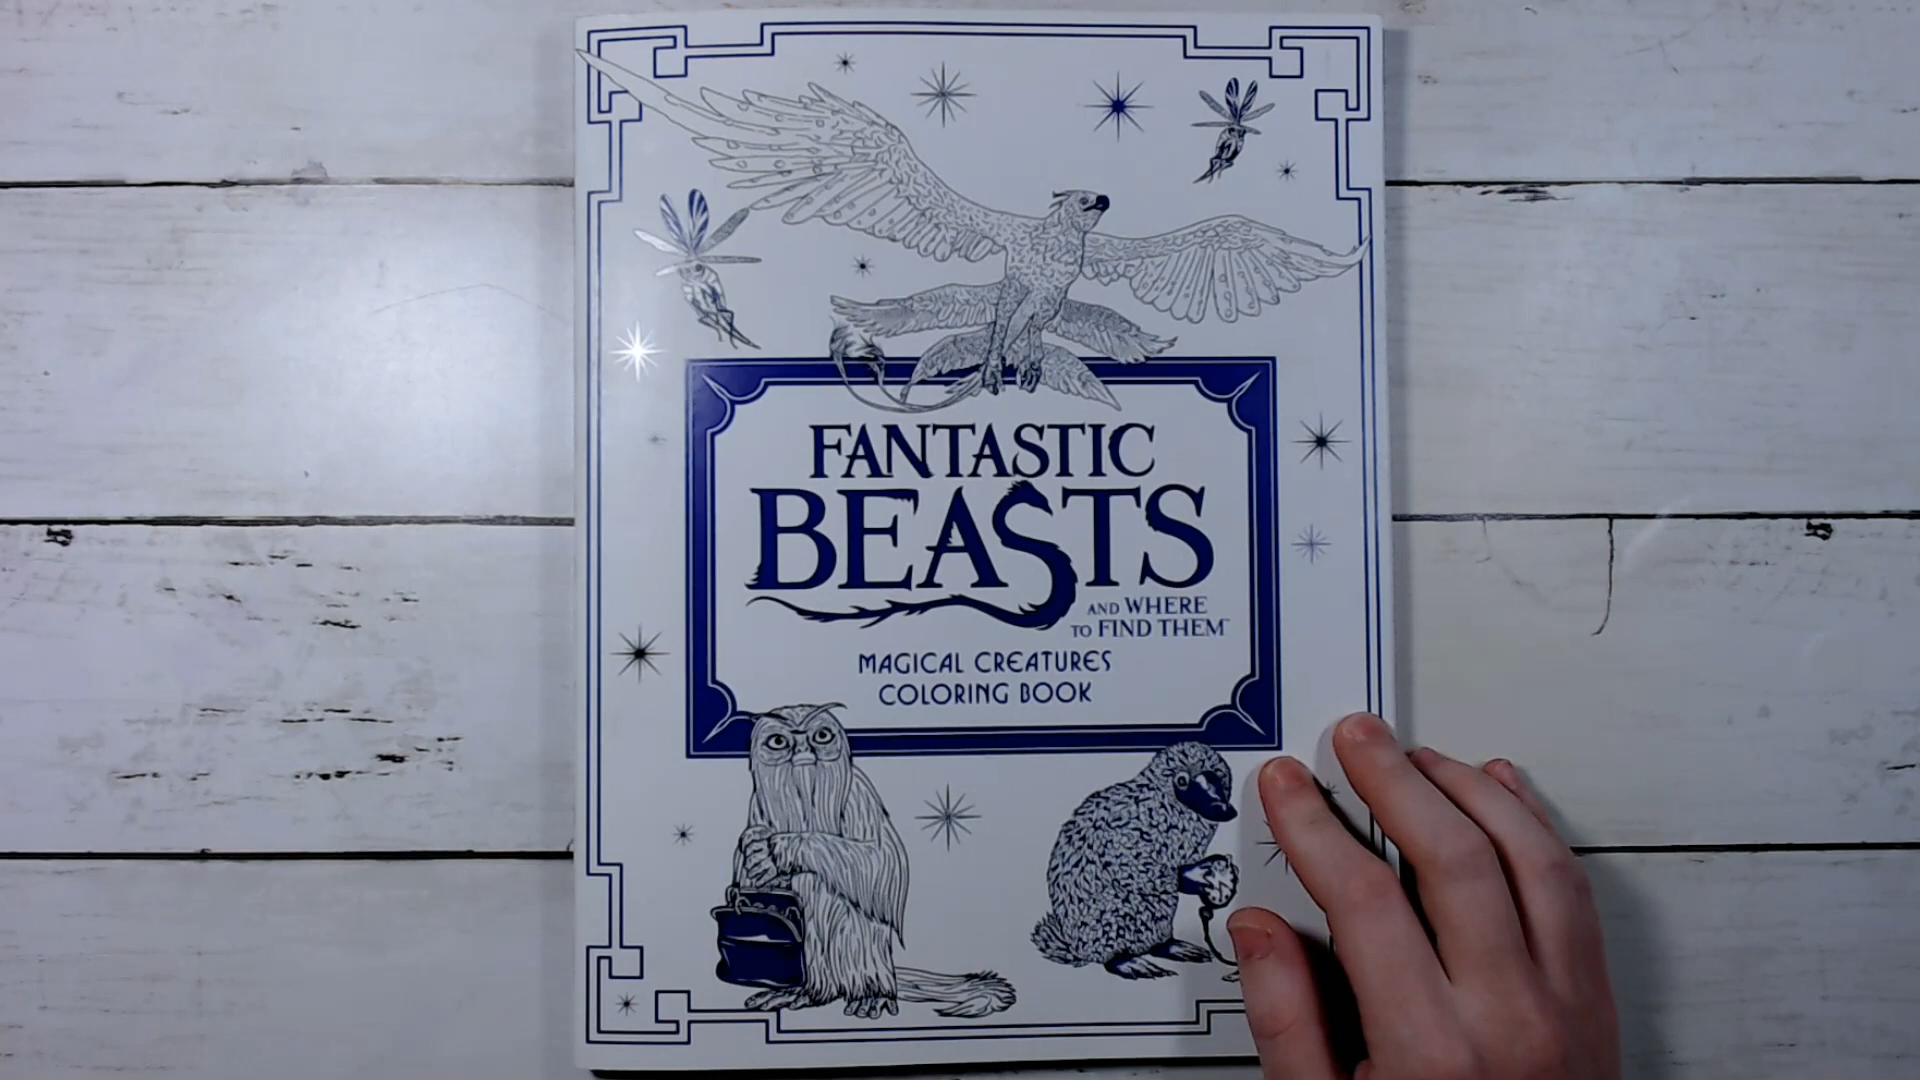 FANTASTIC
BEASTS
AND WHERE
TO FIND THEM™
MAGICAL CREATURES
COLORING BOOK